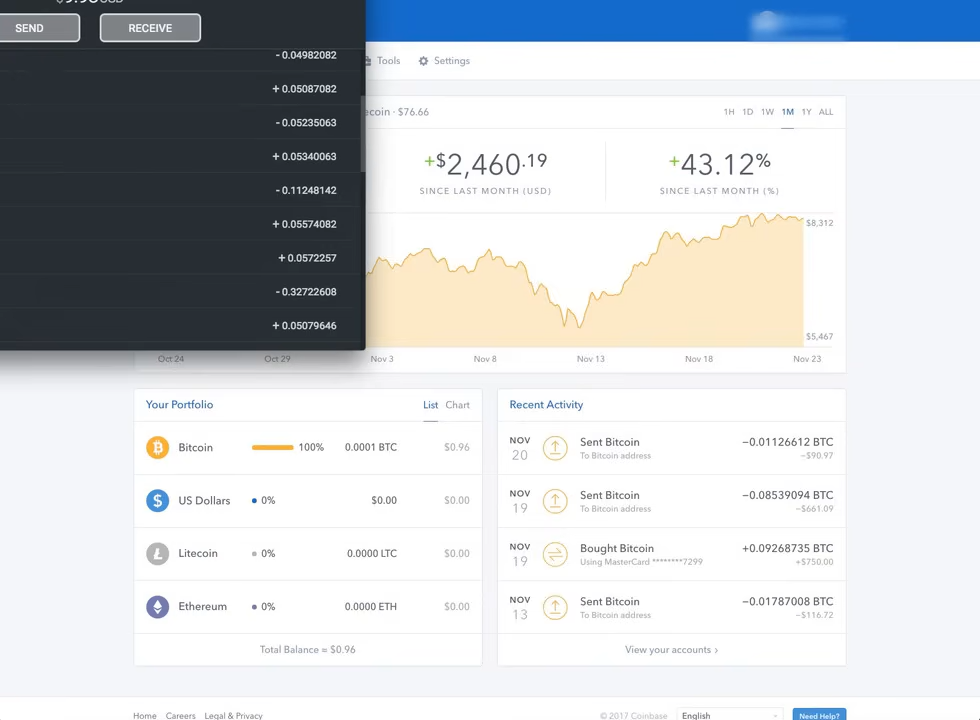 SEND RECEIVE
- 0.04982082
+ 0.05087082
- 0.05235063
+ 0.05340063
- 0.11248142
+ 0.05574082
+ 0.0572257
- 0.32722608
+ 0.05079646
Tools Settings
ecoin · $76.66 1H 1D 1W 1M 1Y ALL
+$2,460.19 +43.12%
SINCE LAST MONTH (USD) SINCE LAST MONTH (%)
$8,312
$5,467
Oct 24 Oct 29 Nov 3 Nov 8 Nov 13 Nov 18 Nov 23
Your Portfolio List Chart
Bitcoin 100% 0.0001 BTC $0.96
US Dollars 0% $0.00 $0.00
Litecoin 0% 0.0000 LTC $0.00
Ethereum 0% 0.0000 ETH $0.00
Total Balance = $0.96
Recent Activity
NOV 20 Sent Bitcoin −0.01126612 BTC
To Bitcoin address −$90.97
NOV 19 Sent Bitcoin −0.08539094 BTC
To Bitcoin address −$661.09
NOV 19 Bought Bitcoin +0.09268735 BTC
Using MasterCard ********7299 +$750.00
NOV 13 Sent Bitcoin −0.01787008 BTC
To Bitcoin address −$116.72
View your accounts ›
Home Careers Legal & Privacy © 2017 Coinbase English Need Help?